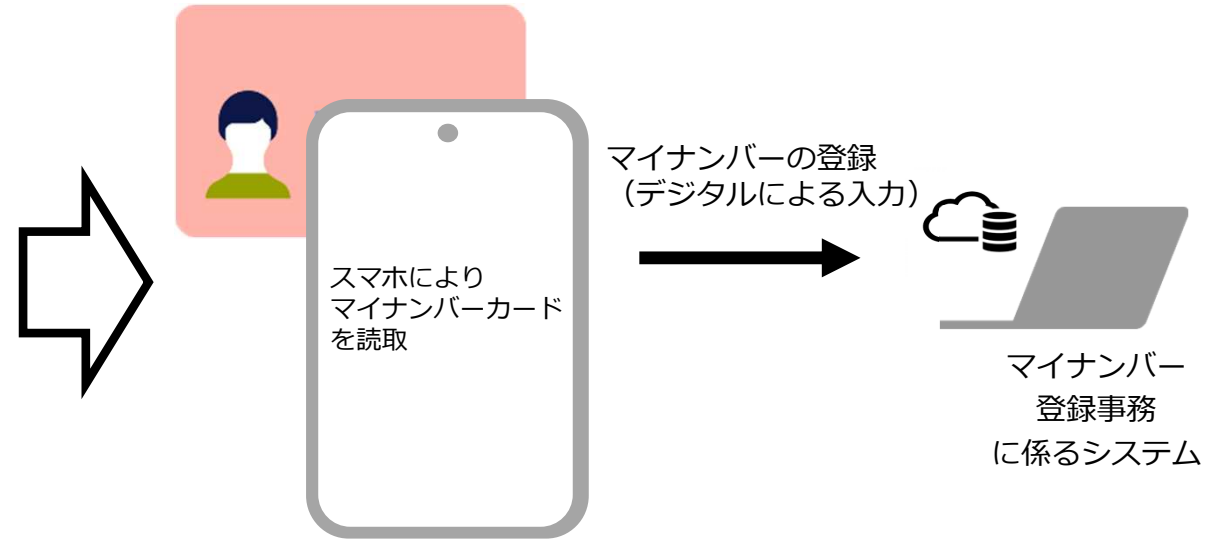 マイナンバーの登録
（デジタルによる入力）
スマホにより
マイナンバーカード
を読取
マイナンバー
登録事務
に係るシステム